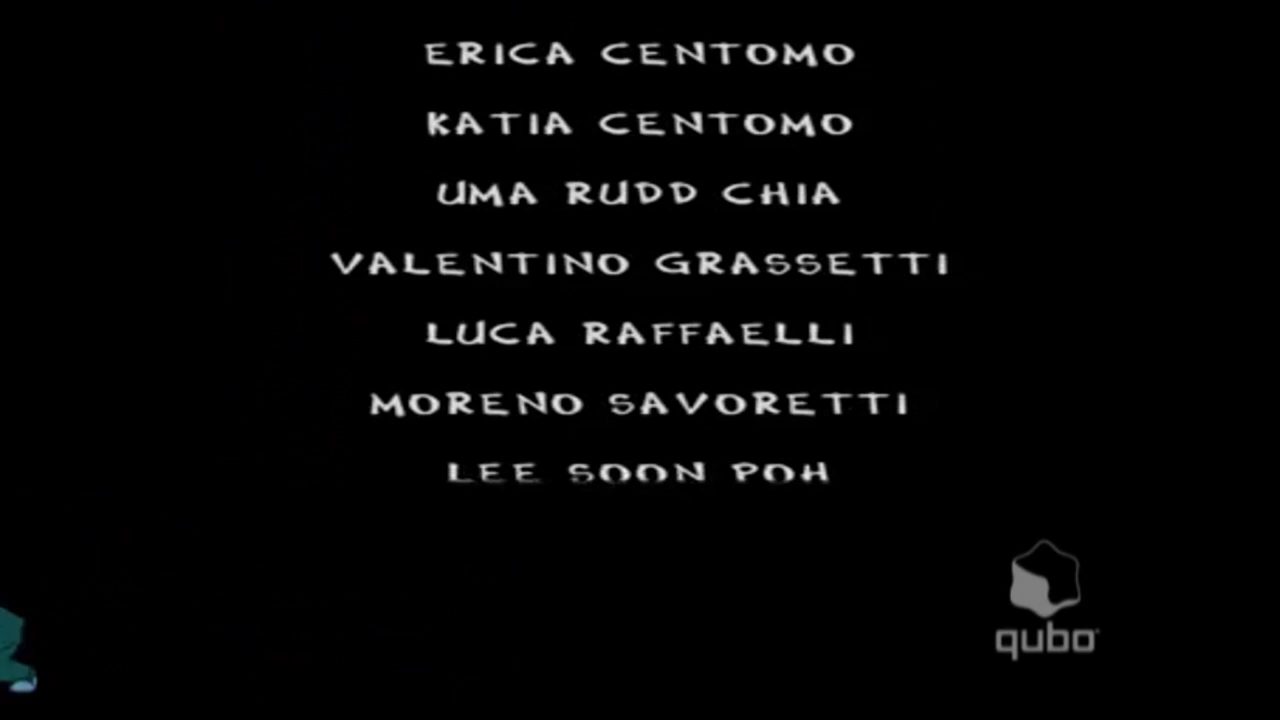 ERICA CENTOMO
KATIA CENTOMO
UMA RUDD CHIA
VALENTINO GRASSETTI
LUCA RAFFAELLI
MORENO SAVORETTI
LEE SOON POH
qubo